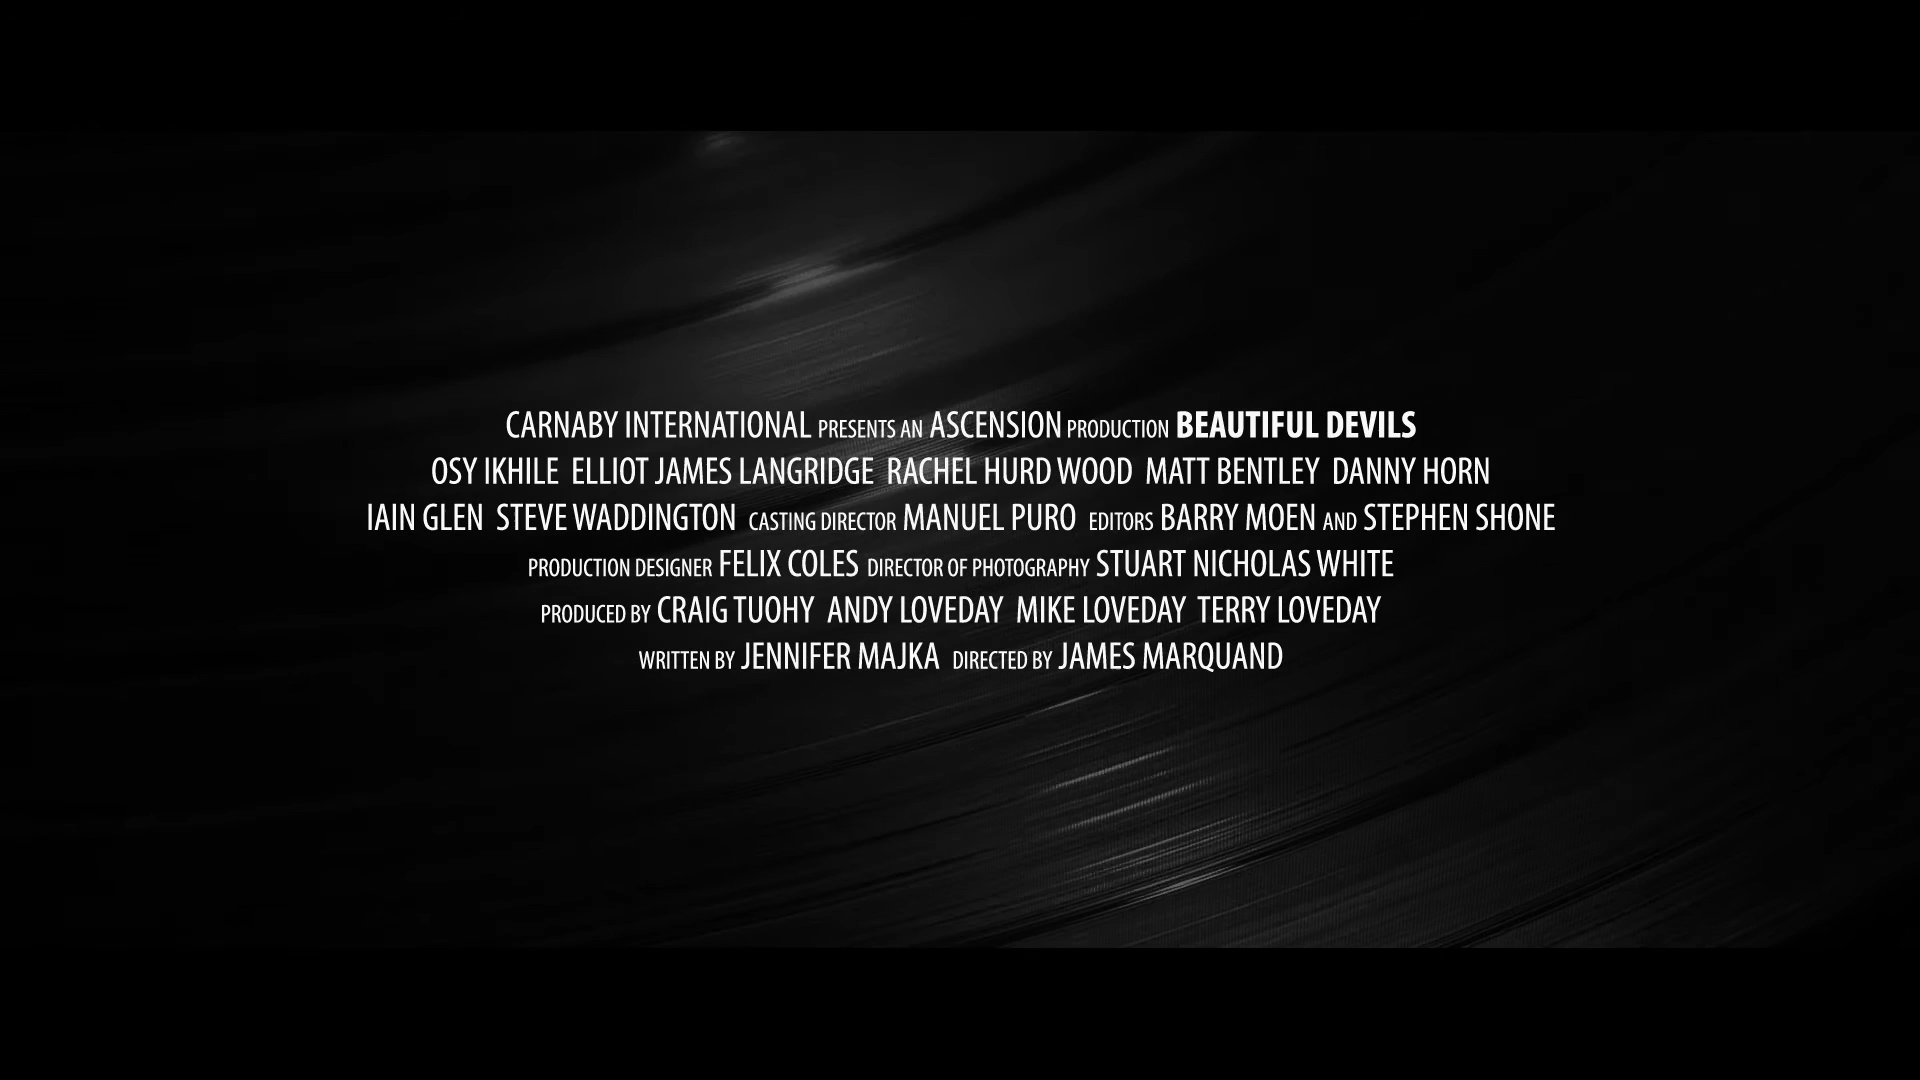 CARNABY INTERNATIONAL PRESENTS AN ASCENSION PRODUCTION BEAUTIFUL DEVILS
OSY IKHILE ELLIOT JAMES LANGRIDGE RACHEL HURD WOOD MATT BENTLEY DANNY HORN
IAIN GLEN STEVE WADDINGTON CASTING DIRECTOR MANUEL PURO EDITORS BARRY MOEN AND STEPHEN SHONE
PRODUCTION DESIGNER FELIX COLES DIRECTOR OF PHOTOGRAPHY STUART NICHOLAS WHITE
PRODUCED BY CRAIG TUOHY ANDY LOVEDAY MIKE LOVEDAY TERRY LOVEDAY
WRITTEN BY JENNIFER MAJKA DIRECTED BY JAMES MARQUAND